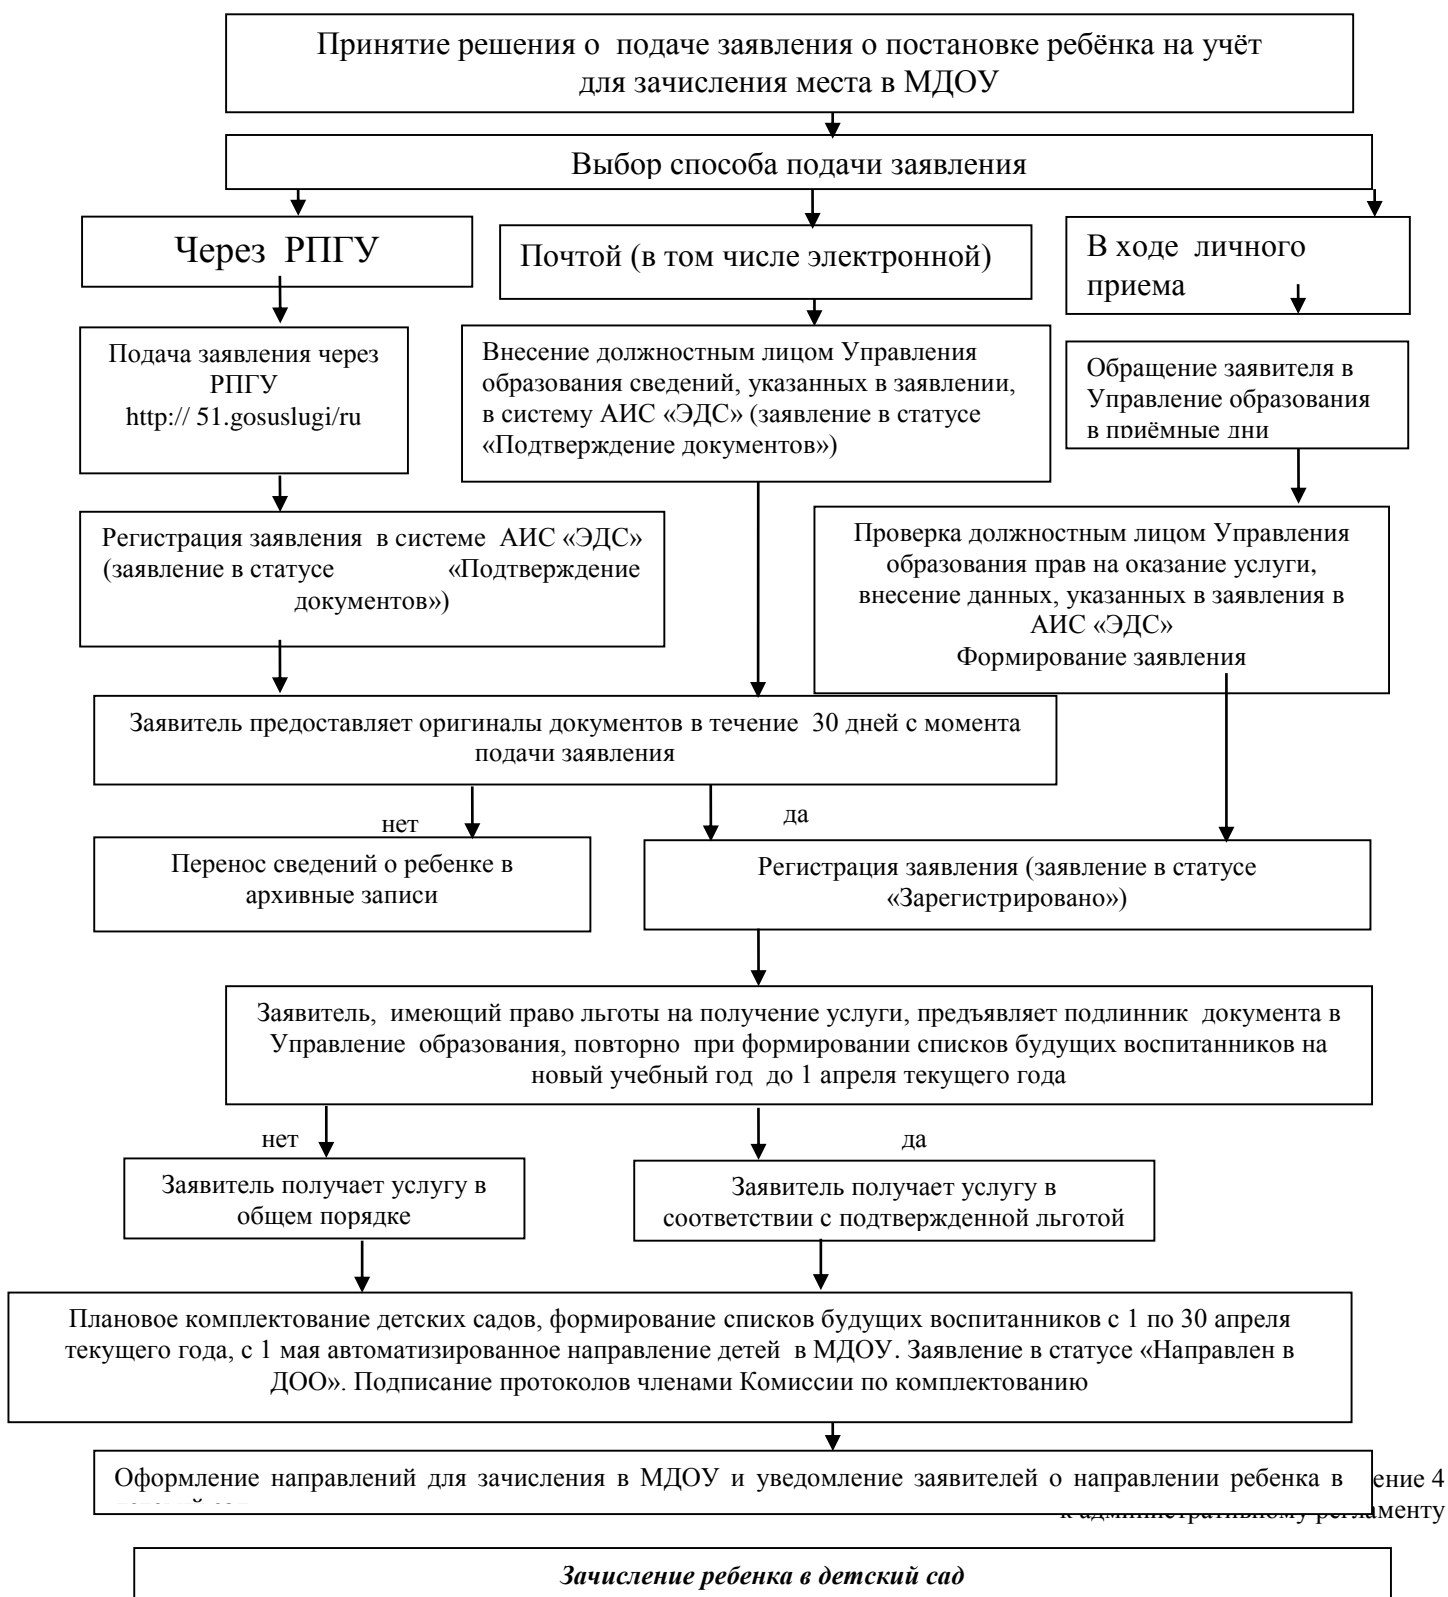 Принятие решения о подаче заявления о постановке ребёнка на учёт
для зачисления места в МДОУ
Выбор способа подачи заявления
Через РПГУ
Почтой (в том числе электронной)
В ходе личного
приема
Подача заявления через
РПГУ
http:// 51.gosuslugi/ru
Внесение должностным лицом Управления
образования сведений, указанных в заявлении,
в систему АИС «ЭДС» (заявление в статусе
«Подтверждение документов»)
Обращение заявителя в
Управление образования
в приёмные дни
Регистрация заявления в системе АИС «ЭДС»
(заявление в статусе «Подтверждение
документов»)
Проверка должностным лицом Управления
образования прав на оказание услуги,
внесение данных, указанных в заявления в
АИС «ЭДС»
Формирование заявления
Заявитель предоставляет оригиналы документов в течение 30 дней с момента
подачи заявления
нет
да
Перенос сведений о ребенке в
архивные записи
Регистрация заявления (заявление в статусе
«Зарегистрировано»)
Заявитель, имеющий право льготы на получение услуги, предъявляет подлинник документа в
Управление образования, повторно при формировании списков будущих воспитанников на
новый учебный год до 1 апреля текущего года
нет
да
Заявитель получает услугу в
общем порядке
Заявитель получает услугу в
соответствии с подтвержденной льготой
Плановое комплектование детских садов, формирование списков будущих воспитанников с 1 по 30 апреля
текущего года, с 1 мая автоматизированное направление детей в МДОУ. Заявление в статусе «Направлен в
ДОО». Подписание протоколов членами Комиссии по комплектованию
Оформление направлений для зачисления в МДОУ и уведомление заявителей о направлении ребенка в
ение 4
к административному регламенту
Зачисление ребенка в детский сад